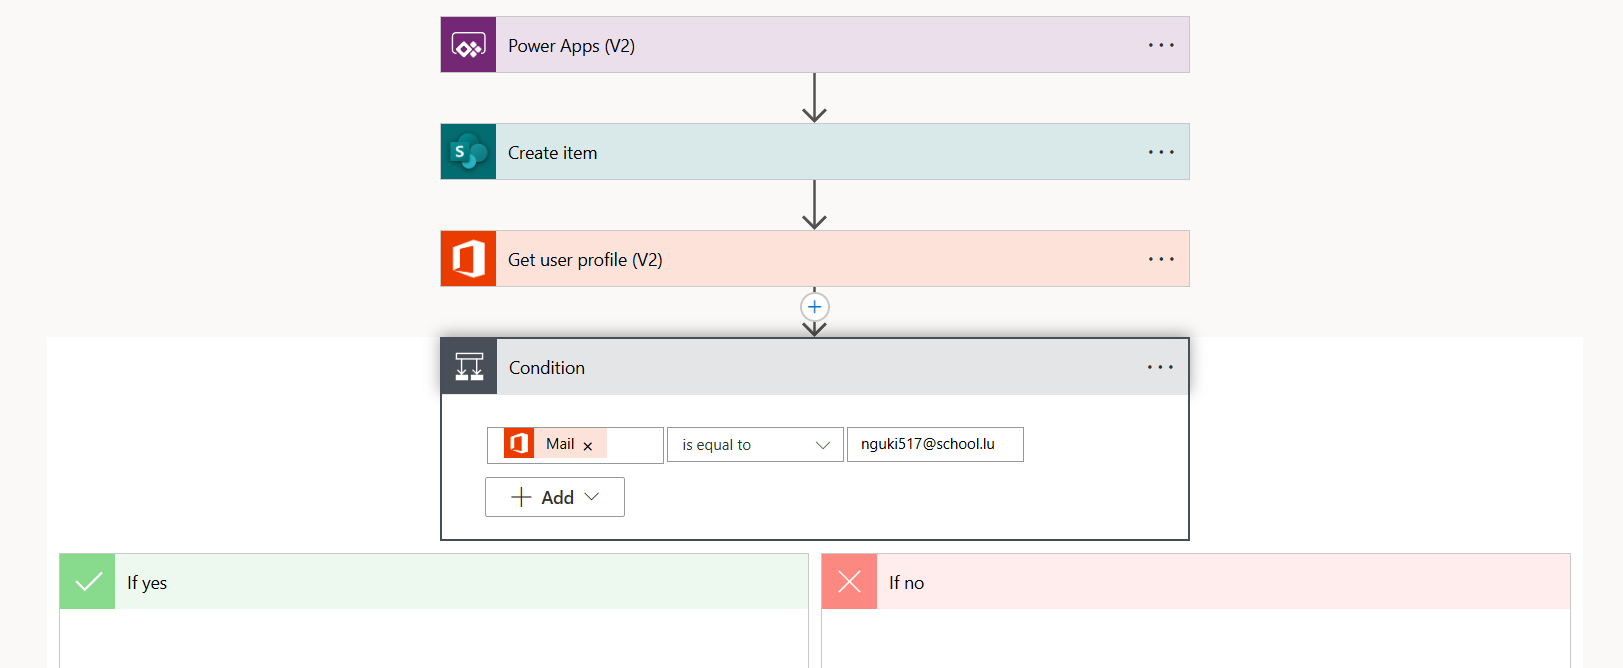 Power Apps (V2)
S
Create item
Get user profile (V2)
Condition
Mail
is equal to
nguki517@school.lu
Add
If yes
If no